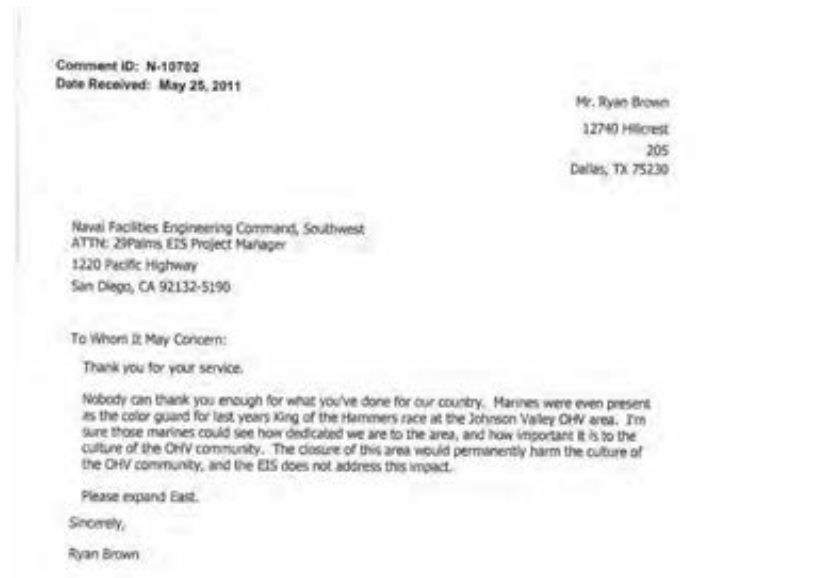 Comment ID: N-10702
Date Received: May 25, 2011
Mr. Ryan Brown
12740 Hillcrest
205
Dallas, TX 75230
Naval Facilities Engineering Command, Southwest
ATTN: 29Palms EIS Project Manager
1220 Pacific Highway
San Diego, CA 92132-5190
To Whom It May Concern:
Thank you for your service.
Nobody can thank you enough for what you've done for our country. Marines were even present
as the color guard for last years King of the Hammers race at the Johnson Valley OHV area. I'm
sure those marines could see how dedicated we are to the area, and how important it is to the
culture of the OHV community. The closure of this area would permanently harm the culture of
the OHV community, and the EIS does not address this impact.
Please expand East.
Sincerely,
Ryan Brown